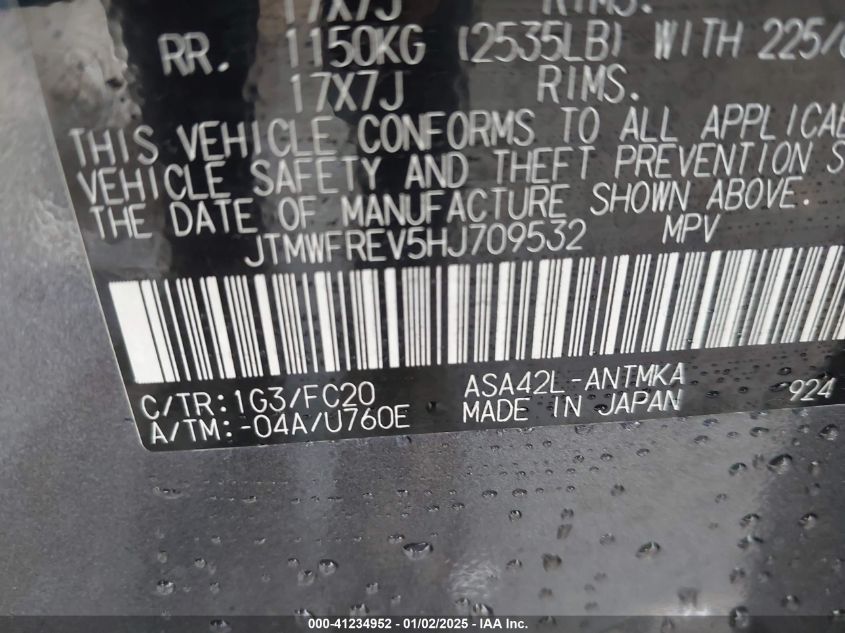 17X7J RIMS.
RR. 1150KG (2535LB) WITH 225/
17X7J RIMS.
THIS VEHICLE CONFORMS TO ALL
VEHICLE SAFETY AND THEFT PREVENTION
THE DATE OF MANUFACTURE SHOWN ABOVE.
JTMWFREV5HJ709532 MPV
C/TR:1G3/FC20 ASA42L-ANTMKA 924
A/TM:-04A/U760E MADE IN JAPAN
000-41234952 - 01/02/2025 - IAA Inc.